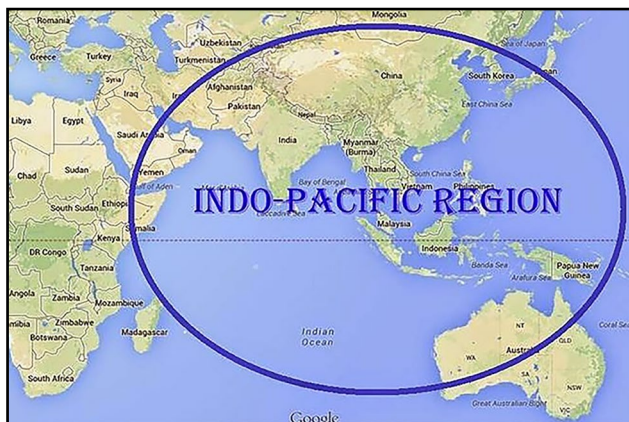 Romania
Mongolia
Uzbekistan
Sea of Japan
Greece
Turkey
Turkmenistan
Japan
Syria
China
South Korea
Iraq
Afghanistan
East China Sea
Libya
Egypt
Pakistan
Nepal
Saudi Arabia
India
Myanmar
(Burma)
Oman
Thailand
Chad
Sudan
Yemen
Gulf of Aden
Bay of Bengal
South China Sea
Vietnam
Philippines
INDO-PACIFIC REGION
South Sudan
Ethiopia
Laccadive Sea
Somalia
Malaysia
Kenya
Indonesia
DR Congo
Banda Sea
Papua New
Guinea
Tanzania
Arafura Sea
Angola
Zambia
Mozambique
Zimbabwe
Madagascar
Botswana
Indian
Ocean
NT
Coral Sea
QLD
WA
Australia
SA
South Africa
NSW
Great Australian Bight
VIC
Google